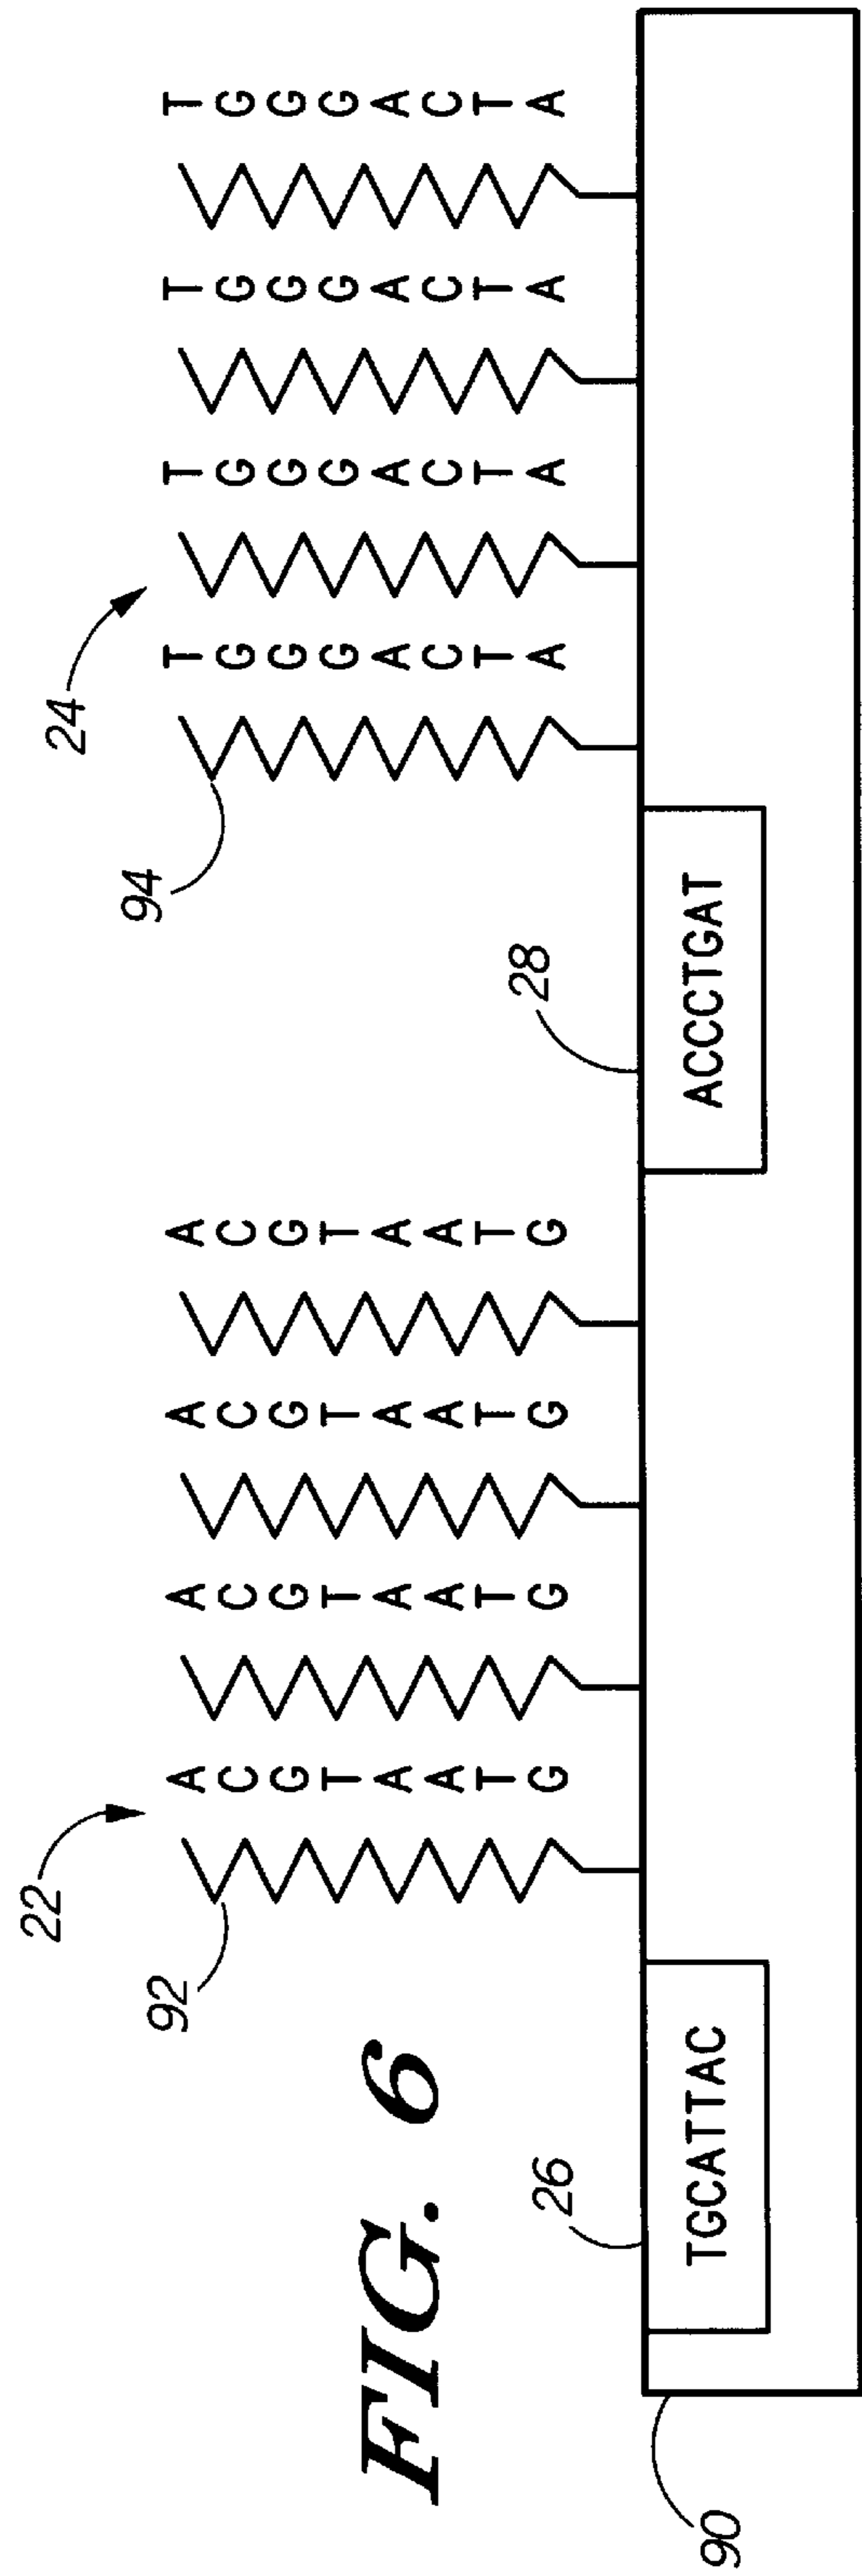 22
24
92
94
ACGTAATG
ACGTAATG
ACGTAATG
ACGTAATG
TGGGACTA
TGGGACTA
TGGGACTA
TGGGACTA
FIG. 6
26
28
TGCATTAC
ACCCTGAT
90